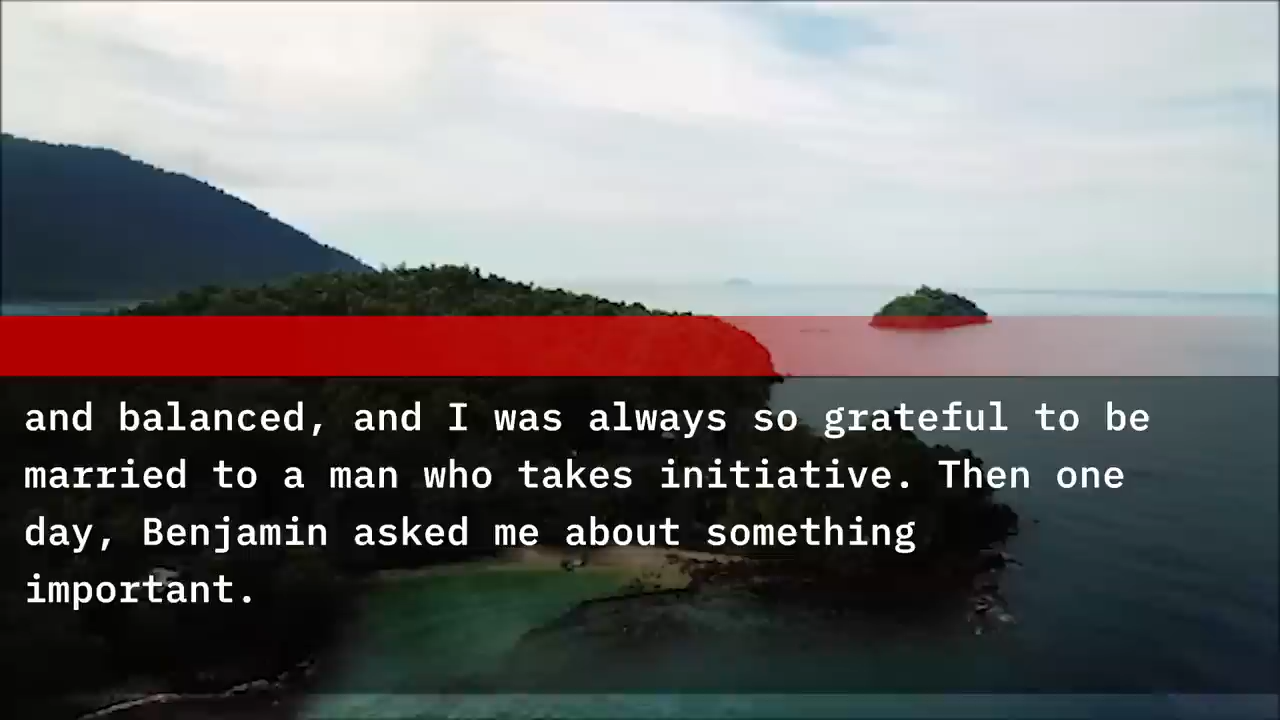 and balanced, and I was always so grateful to be
married to a man who takes initiative. Then one
day, Benjamin asked me about something
important.